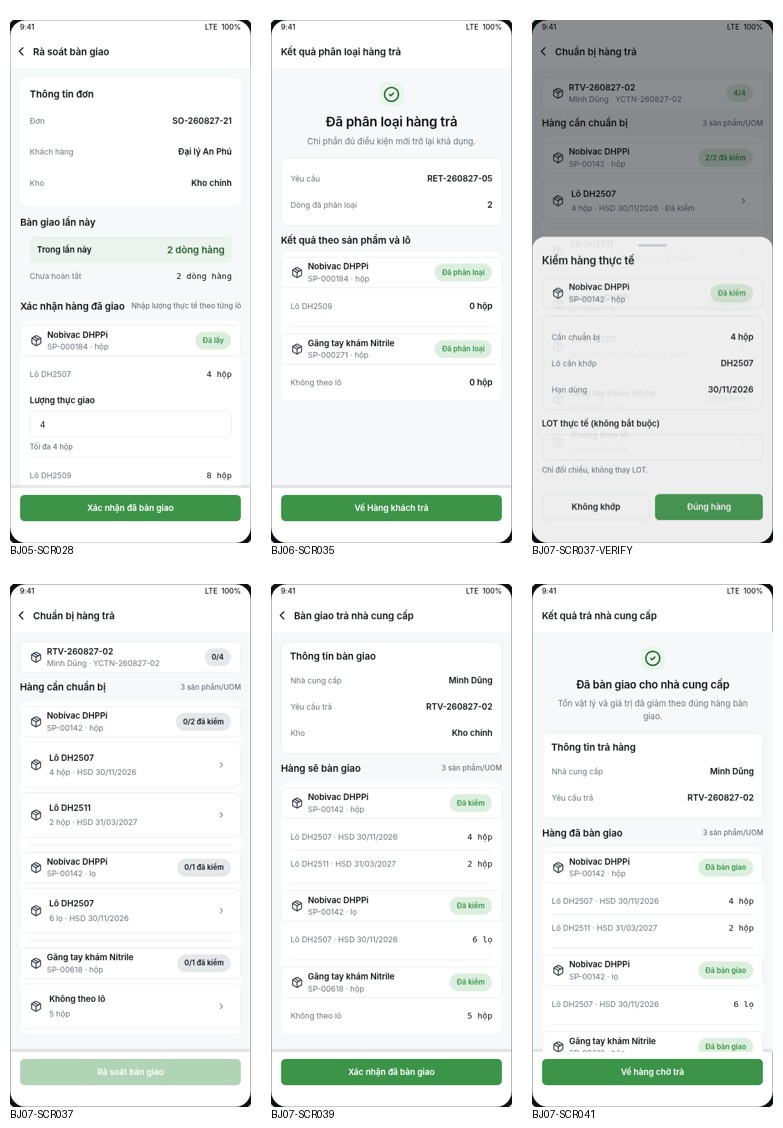 9:41
LTE 100%
Rà soát bàn giao
Thông tin đơn
Đơn
SO-260827-21
Khách hàng
Đại lý An Phú
Kho
Kho chính
Bàn giao lần này
Trong lần này
2 dòng hàng
Chưa hoàn tất
2 dòng hàng
Xác nhận hàng đã giao
Nhập lượng thực tế theo từng lô
Nobivac DHPPi
SP-000184 · hộp
Đã lấy
Lô DH2507
4 hộp
Lượng thực giao
4
Tối đa 4 hộp
Lô DH2509
8 hộp
Xác nhận đã bàn giao
BJ05-SCR028
9:41
LTE 100%
Kết quả phân loại hàng trả
Đã phân loại hàng trả
Chỉ phần đủ điều kiện mới trở lại khả dụng.
Yêu cầu
RET-260827-05
Dòng đã phân loại
2
Kết quả theo sản phẩm và lô
Nobivac DHPPi
SP-000184 · hộp
Đã phân loại
Lô DH2509
0 hộp
Găng tay khám Nitrile
SP-000271 · hộp
Đã phân loại
Không theo lô
0 hộp
Về Hàng khách trả
BJ06-SCR035
9:41
LTE 100%
Chuẩn bị hàng trả
RTV-260827-02
Minh Dũng · YCTN-260827-02
4/4
Hàng cần chuẩn bị
3 sản phẩm/UOM
Nobivac DHPPi
SP-00142 · hộp
2/2 đã kiểm
Lô DH2507
4 hộp · HSD 30/11/2026 · Đã kiểm
Lô DH2511
Kiểm hàng thực tế
Nobivac DHPPi
SP-00142 · hộp
Đã kiểm
Cần chuẩn bị
4 hộp
Lô cần khớp
DH2507
Hạn dùng
30/11/2026
LOT thực tế (không bắt buộc)
Chỉ đối chiếu, không thay LOT.
Không khớp
Đúng hàng
BJ07-SCR037-VERIFY
9:41
LTE 100%
Chuẩn bị hàng trả
RTV-260827-02
Minh Dũng · YCTN-260827-02
0/4
Hàng cần chuẩn bị
3 sản phẩm/UOM
Nobivac DHPPi
SP-00142 · hộp
0/2 đã kiểm
Lô DH2507
4 hộp · HSD 30/11/2026
Lô DH2511
2 hộp · HSD 31/03/2027
Nobivac DHPPi
SP-00142 · lọ
0/1 đã kiểm
Lô DH2507
6 lọ · HSD 30/11/2026
Găng tay khám Nitrile
SP-00618 · hộp
0/1 đã kiểm
Không theo lô
5 hộp
Rà soát bàn giao
BJ07-SCR037
9:41
LTE 100%
Bàn giao trả nhà cung cấp
Thông tin bàn giao
Nhà cung cấp
Minh Dũng
Yêu cầu trả
RTV-260827-02
Kho
Kho chính
Hàng sẽ bàn giao
3 sản phẩm/UOM
Nobivac DHPPi
SP-00142 · hộp
Đã kiểm
Lô DH2507 · HSD 30/11/2026
4 hộp
Lô DH2511 · HSD 31/03/2027
2 hộp
Nobivac DHPPi
SP-00142 · lọ
Đã kiểm
Lô DH2507 · HSD 30/11/2026
6 lọ
Găng tay khám Nitrile
SP-00618 · hộp
Đã kiểm
Không theo lô
5 hộp
Xác nhận đã bàn giao
BJ07-SCR039
9:41
LTE 100%
Kết quả trả nhà cung cấp
Đã bàn giao cho nhà cung cấp
Tồn vật lý và giá trị đã giảm theo đúng hàng bàn
giao.
Thông tin trả hàng
Nhà cung cấp
Minh Dũng
Yêu cầu trả
RTV-260827-02
Hàng đã bàn giao
3 sản phẩm/UOM
Nobivac DHPPi
SP-00142 · hộp
Đã bàn giao
Lô DH2507 · HSD 30/11/2026
4 hộp
Lô DH2511 · HSD 31/03/2027
2 hộp
Nobivac DHPPi
SP-00142 · lọ
Đã bàn giao
Lô DH2507 · HSD 30/11/2026
6 lọ
Găng tay khám Nitrile
Đã bàn giao
Về hàng chờ trả
BJ07-SCR041